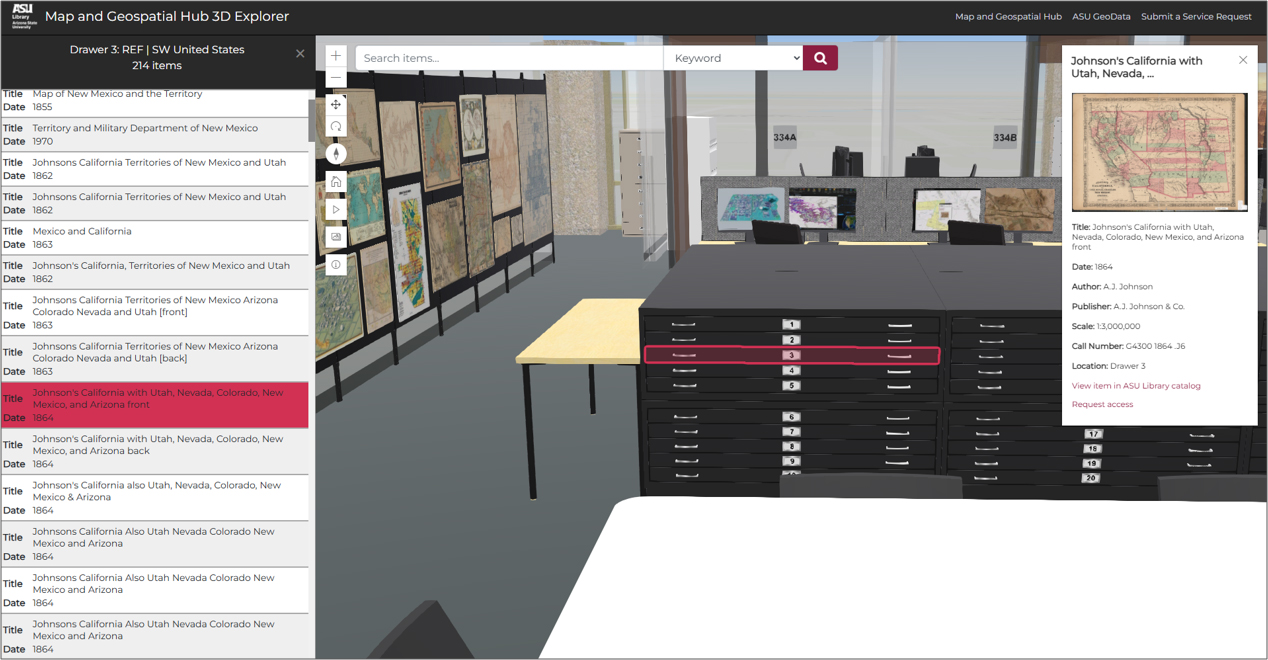 ASU
Library
Arizona State
University
Map and Geospatial Hub 3D Explorer
Map and Geospatial Hub
ASU GeoData
Submit a Service Request
Drawer 3: REF | SW United States
214 items
Title Map of New Mexico and the Territory
Date 1855
Title Territory and Military Department of New Mexico
Date 1970
Title Johnsons California Territories of New Mexico and Utah
Date 1862
Title Johnsons California Territories of New Mexico and Utah
Date 1862
Title Mexico and California
Date 1863
Title Johnson's California, Territories of New Mexico and Utah
Date 1862
Title Johnsons California Territories of New Mexico Arizona
Colorado Nevada and Utah [front]
Date 1863
Title Johnsons California Territories of New Mexico Arizona
Colorado Nevada and Utah [back]
Date 1863
Title Johnson's California with Utah, Nevada, Colorado, New
Mexico, and Arizona front
Date 1864
Title Johnson's California with Utah, Nevada, Colorado, New
Mexico, and Arizona back
Date 1864
Title Johnson's California also Utah, Nevada, Colorado, New
Mexico & Arizona
Date 1864
Title Johnsons California Also Utah Nevada Colorado New
Mexico and Arizona
Date 1864
Title Johnsons California Also Utah Nevada Colorado New
Mexico and Arizona
Date 1864
Title Johnsons California Also Utah Nevada Colorado New
Mexico and Arizona
Date 1864
Search items...
Keyword
334A
334B
1
2
3
4
5
6
7
8
9
17
18
19
20
Johnson's California with
Utah, Nevada, ...
Title: Johnson's California with Utah,
Nevada, Colorado, New Mexico, and Arizona
front
Date: 1864
Author: A.J. Johnson
Publisher: A.J. Johnson & Co.
Scale: 1:3,000,000
Call Number: G4300 1864 .J6
Location: Drawer 3
View item in ASU Library catalog
Request access